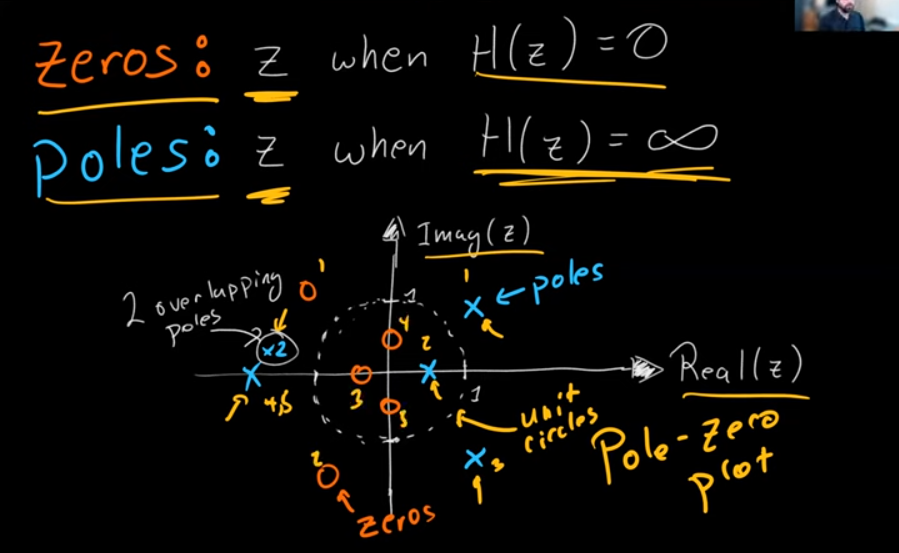 Zeros: z when H(z) = 0
Poles: z when H(z) = ∞
Imag(z)
1
1
← poles
2 overlapping
poles
1
x2
4
2
Real(z)
4,5
3
1
5
unit
circles
Pole-Zero
plot
3
2
zeros